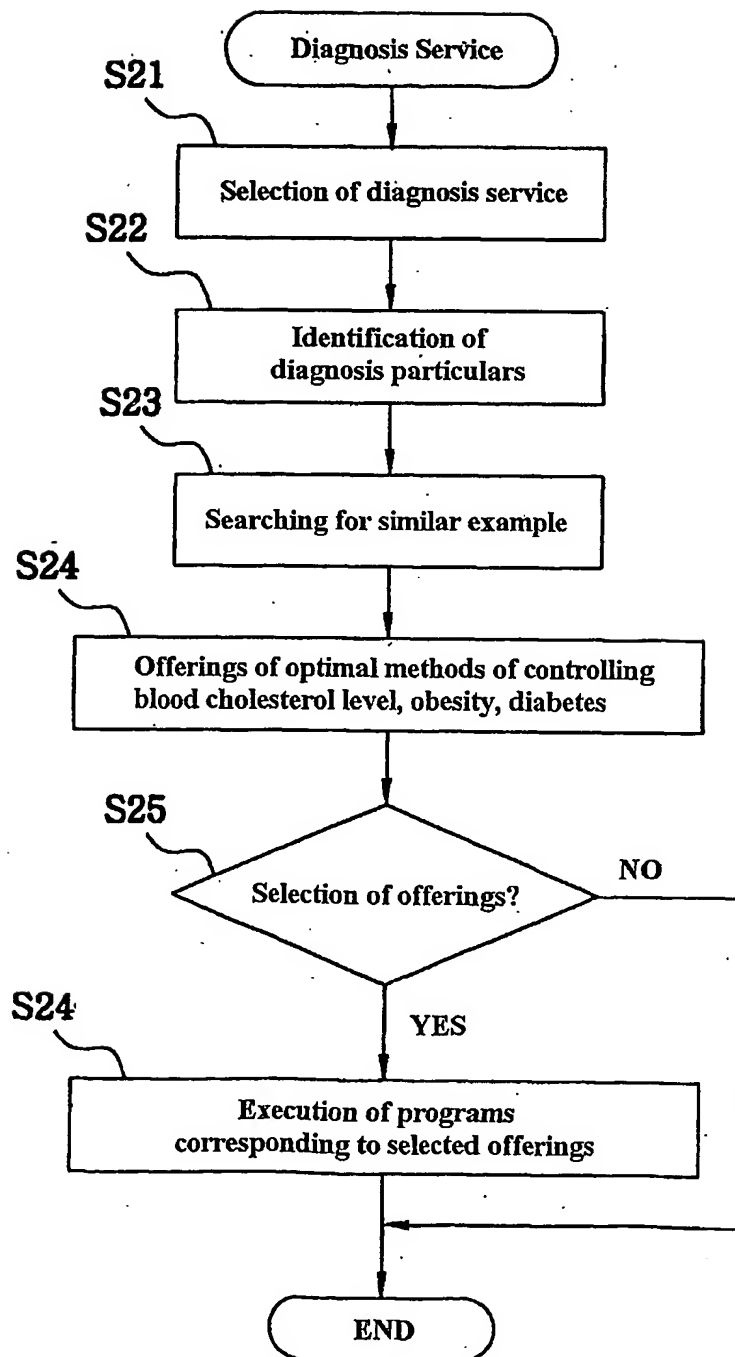 Diagnosis Service
S21
Selection of diagnosis service
S22
Identification of
diagnosis particulars
S23
Searching for similar example
S24
Offerings of optimal methods of controlling
blood cholesterol level, obesity, diabetes
S25
Selection of offerings?
NO
YES
S24
Execution of programs
corresponding to selected offerings
END